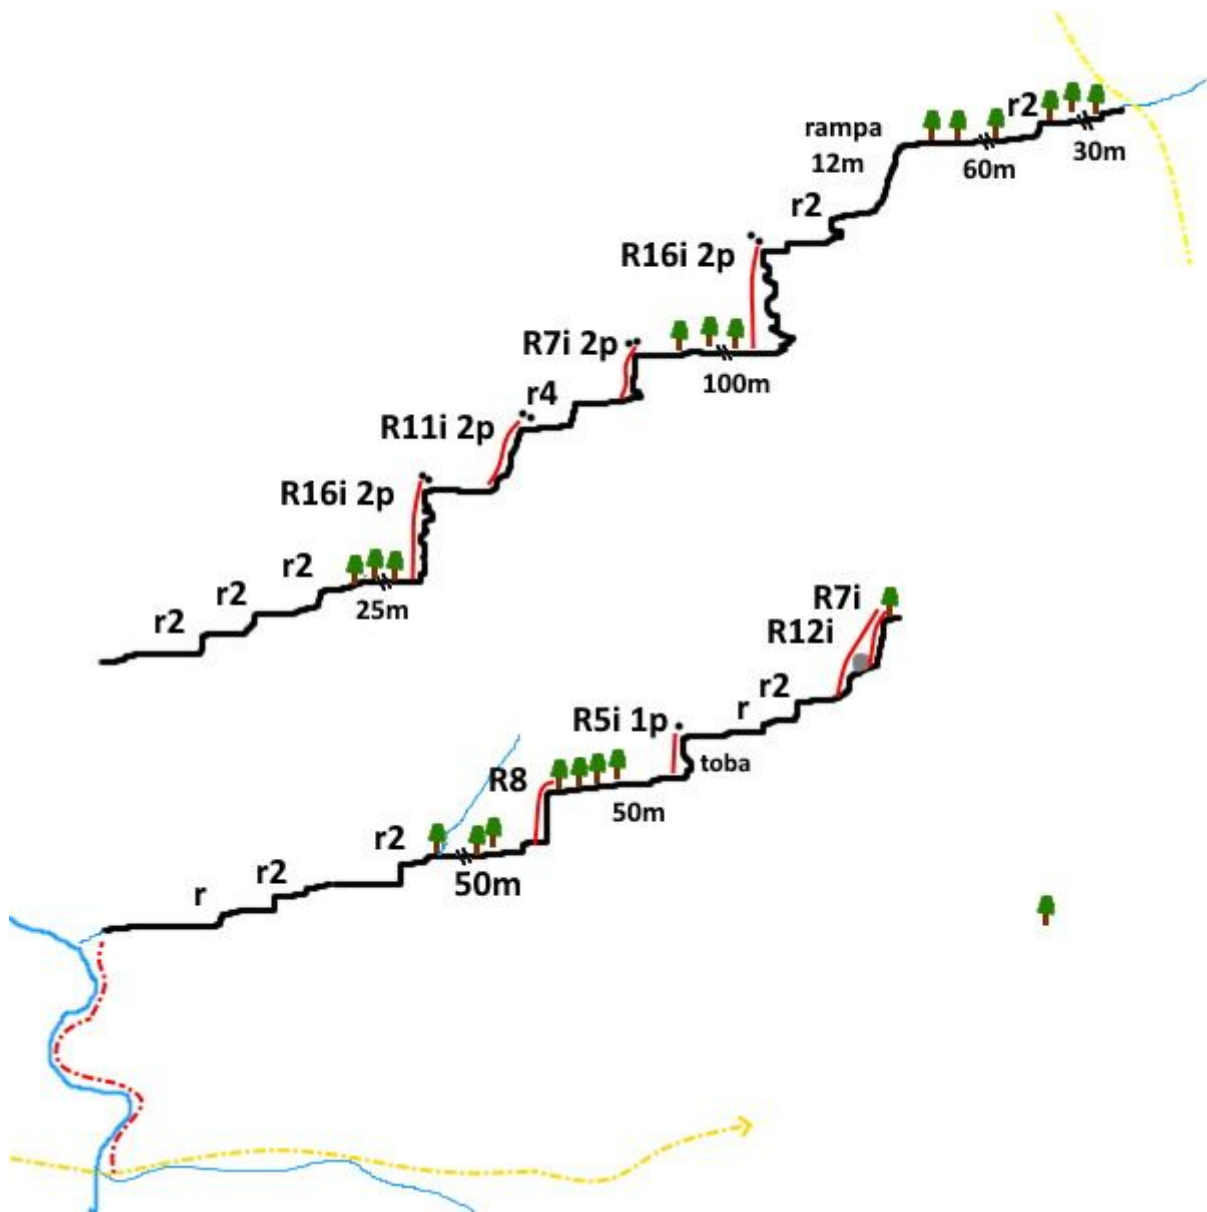 r2
rampa
12m
30m
60m
r2
R16i 2p
R7i 2p
100m
r4
R11i 2p
R16i 2p
r2
r2
r2
25m
R7i
R12i
r2
r
R5i 1p
toba
R8
50m
r2
50m
r2
r